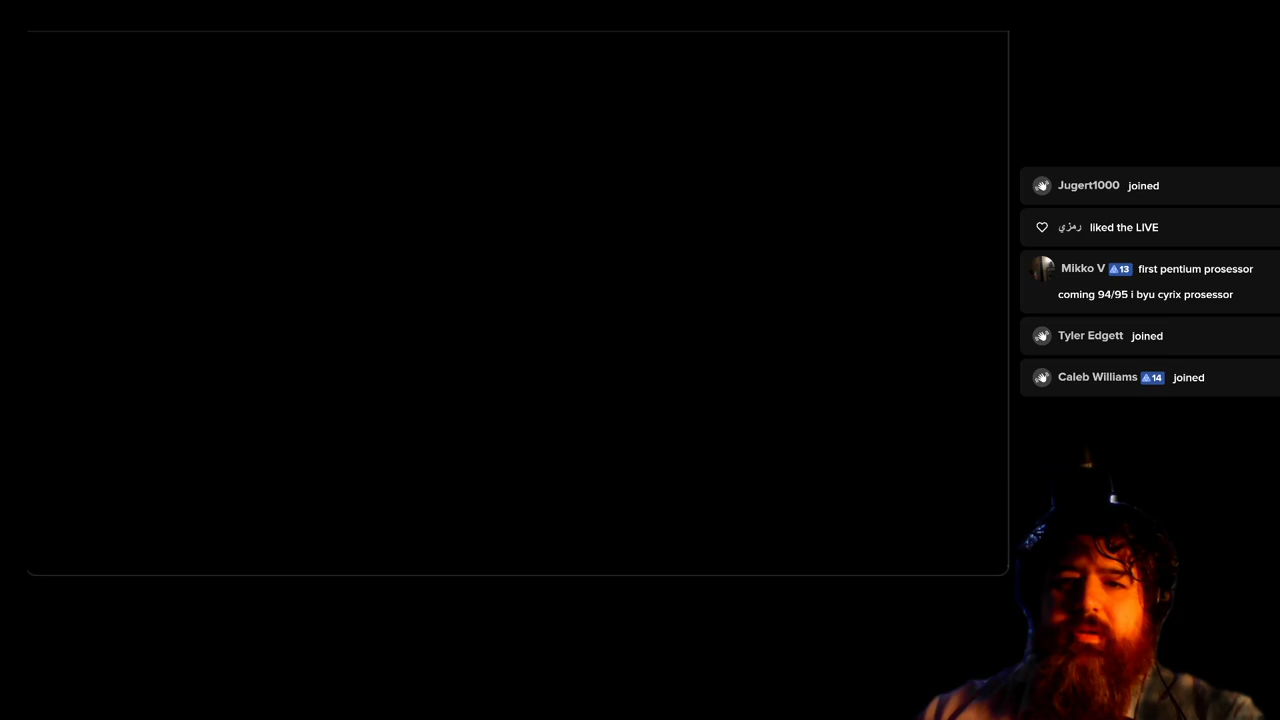 Jugert1000 joined
رمزي liked the LIVE
Mikko V 13 first pentium prosessor
coming 94/95 i byu cyrix prosessor
Tyler Edgett joined
Caleb Williams 14 joined